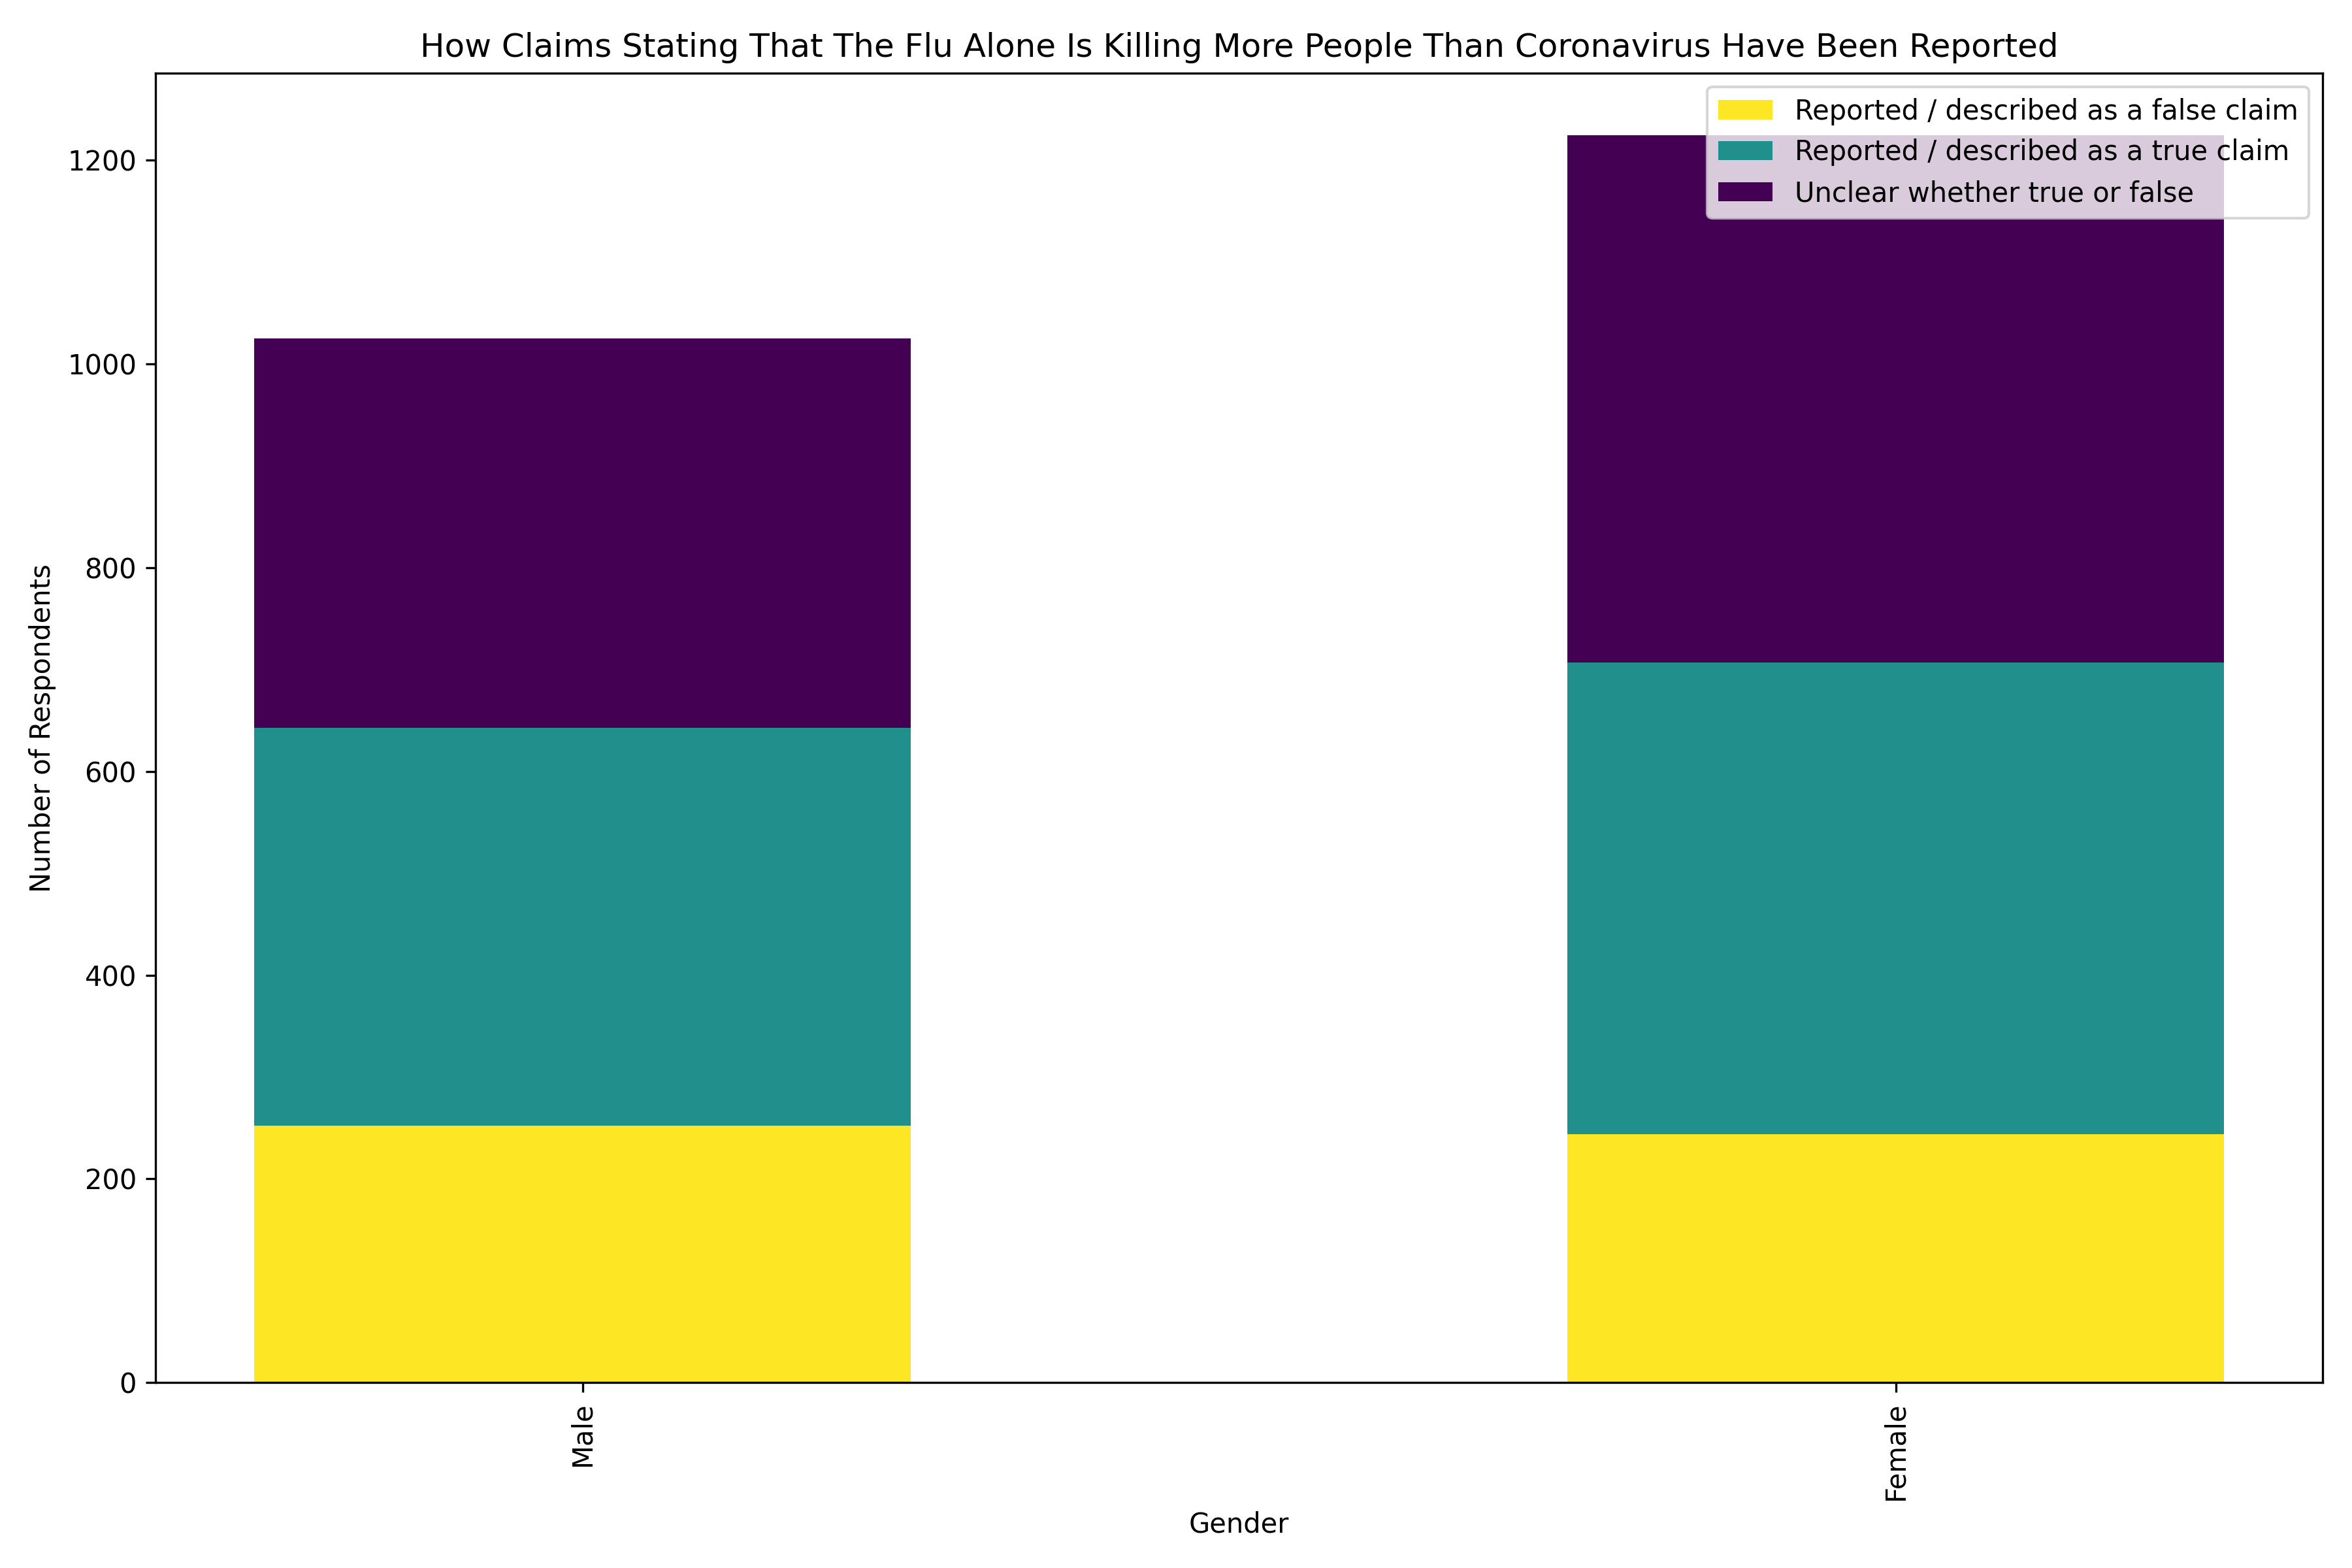 How Claims Stating That The Flu Alone Is Killing More People Than Coronavirus Have Been Reported
Reported / described as a false claim
Reported / described as a true claim
Unclear whether true or false
Number of Respondents
1200
1000
800
600
400
200
0
Male
Female
Gender